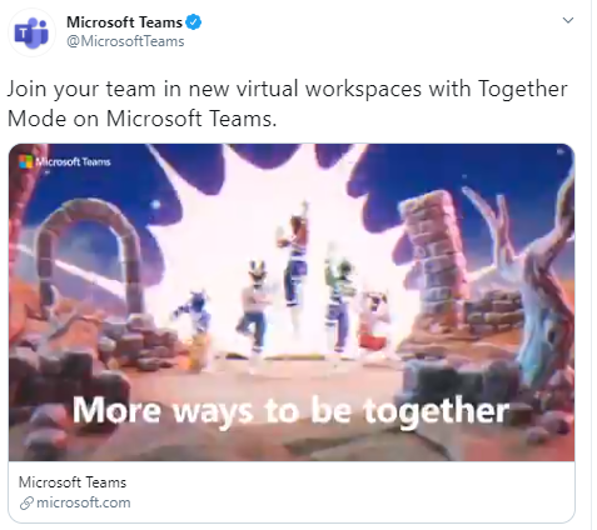 Microsoft Teams
@MicrosoftTeams
Join your team in new virtual workspaces with Together
Mode on Microsoft Teams.
Microsoft Teams
More ways to be together
Microsoft Teams
microsoft.com